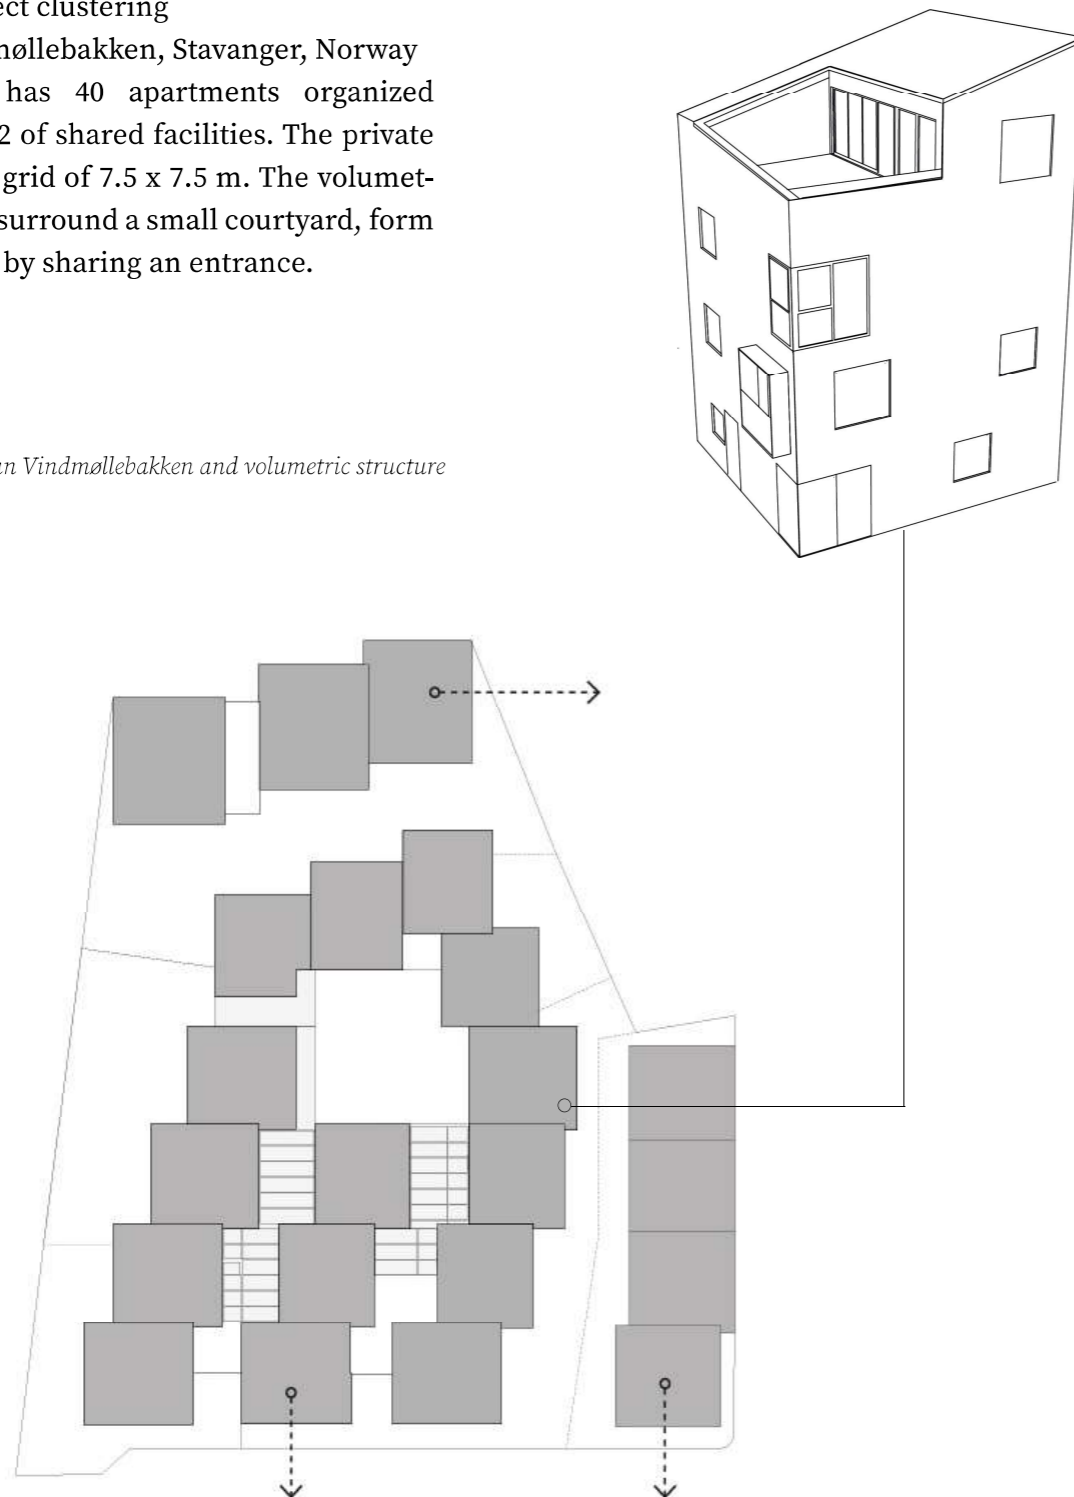 ect clustering
møllebakken, Stavanger, Norway
has 40 apartments organized
2 of shared facilities. The private
grid of 7.5 x 7.5 m. The volumet-
surround a small courtyard, form
by sharing an entrance.
an Vindmøllebakken and volumetric structure